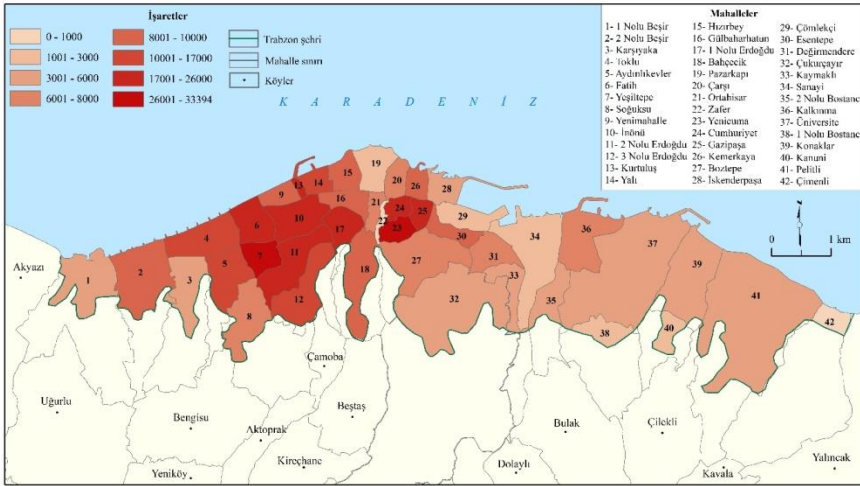 İşaretler
0 - 1000
1001 - 3000
3001 - 6000
6001 - 8000
8001 - 10000
10001 - 17000
17001 - 26000
26001 - 33394
Trabzon şehri
Mahalle sınırı
Köyler
Mahalleler
1- 1 Nolu Beşir
2- 2 Nolu Beşir
3- Karşıyaka
4- Toklu
5- Aydınlıkevler
6- Fatih
7- Yeşiltepe
8- Soğuksu
9- Yenimahalle
10- İnönü
11- 2 Nolu Erdoğdu
12- 3 Nolu Erdoğdu
13- Kurtuluş
14- Yalı
15- Hızırbey
16- Gülbaharhatun
17- 1 Nolu Erdoğdu
18- Bahçecik
19- Pazarkapı
20- Çarşı
21- Ortahisar
22- Zafer
23- Yenicuma
24- Cumhuriyet
25- Gazipaşa
26- Kemerkaya
27- Boztepe
28- İskenderpaşa
29- Çömlekçi
30- Esentepe
31- Değirmendere
32- Çukurçayır
33- Kaymaklı
34- Sanayi
35- 2 Nolu Bostancı
36- Kalkınma
37- Üniversite
38- 1 Nolu Bostancı
39- Konaklar
40- Kanuni
41- Pelitli
42- Çimenli
K A R A D E N İ Z
0
1 km
Akyazı
1
2
3
4
5
6
7
8
9
10
11
12
13
14
15
16
17
18
19
20
21
22
23
24
25
26
27
28
29
30
31
32
33
34
35
36
37
38
39
40
41
42
Uğurlu
Bengisu
Yeniköy
Aktoprak
Çamoba
Beştaş
Kireçhane
Dolaylı
Bulak
Çilekli
Kavala
Yalıncak